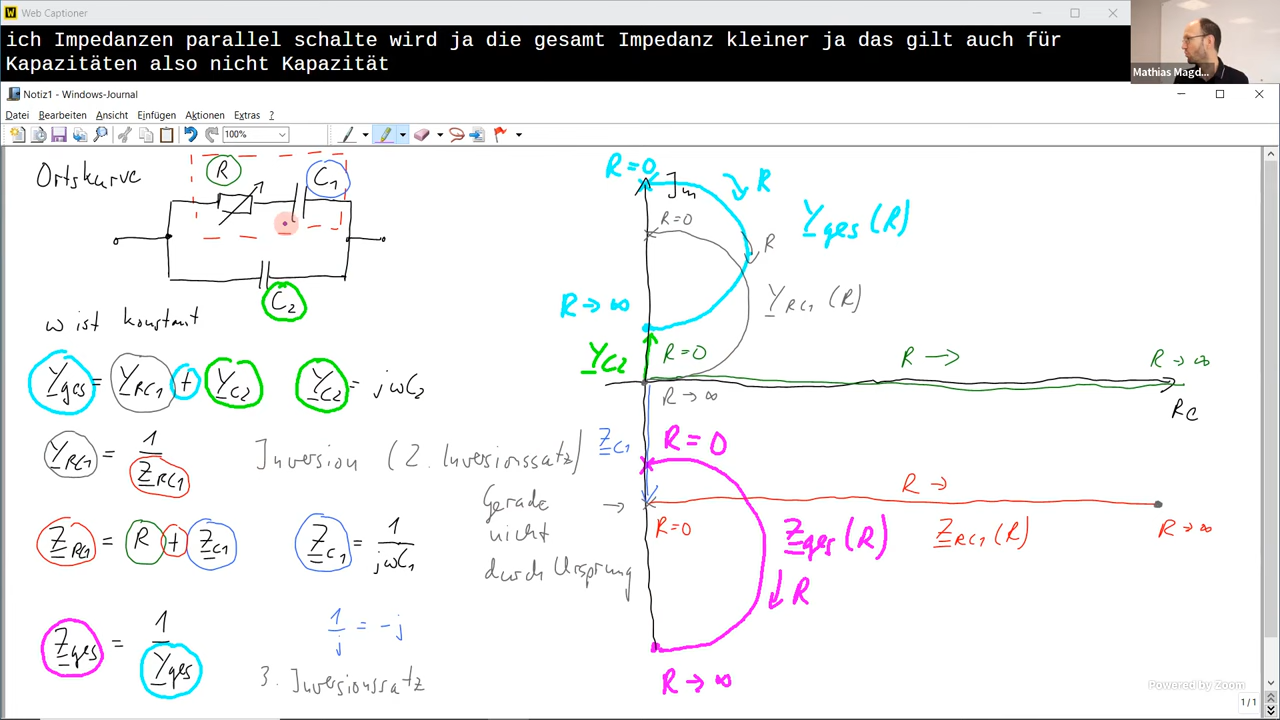 Web Captioner
ich Impedanzen parallel schalte wird ja die gesamt Impedanz kleiner ja das gilt auch für
Kapazitäten also nicht Kapazität
Mathias Magd...
Notiz1 - Windows-Journal
Datei Bearbeiten Ansicht Einfügen Aktionen Extras ?
100%
Ortskurve
R
C1
C2
ω ist konstant
Yges = YRC1 + YC2
YC2 = jωC2
YRC1 = 1/ZRC1
Inversion (2. Inversionssatz)
Gerade →
nicht
durch Ursprung
ZRC1 = R + ZC1
ZC1 = 1/jωC1
1/j = -j
Zges = 1/Yges
3. Inversionssatz
R=0
Jm
R
Yges(R)
R=0
R
YRC1(R)
R→∞
YC2
R=0
R→
R→∞
R→∞
Re
ZC1
R=0
R→
R=0
Zges(R)
ZRC1(R)
R→∞
R
R→∞
Powered by Zoom
1/1